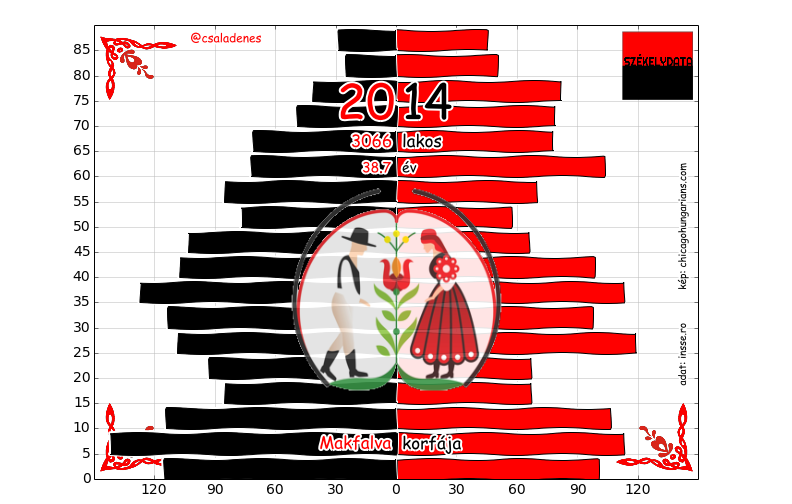 @csaladenes
SZÉKELYDATA
2014
3066 lakos
38.7 év
kép: chicagohungarians.com
adat: insse.ro
Makfalva korfája
85
80
75
70
65
60
55
50
45
40
35
30
25
20
15
10
5
0
120 90 60 30 0 30 60 90 120